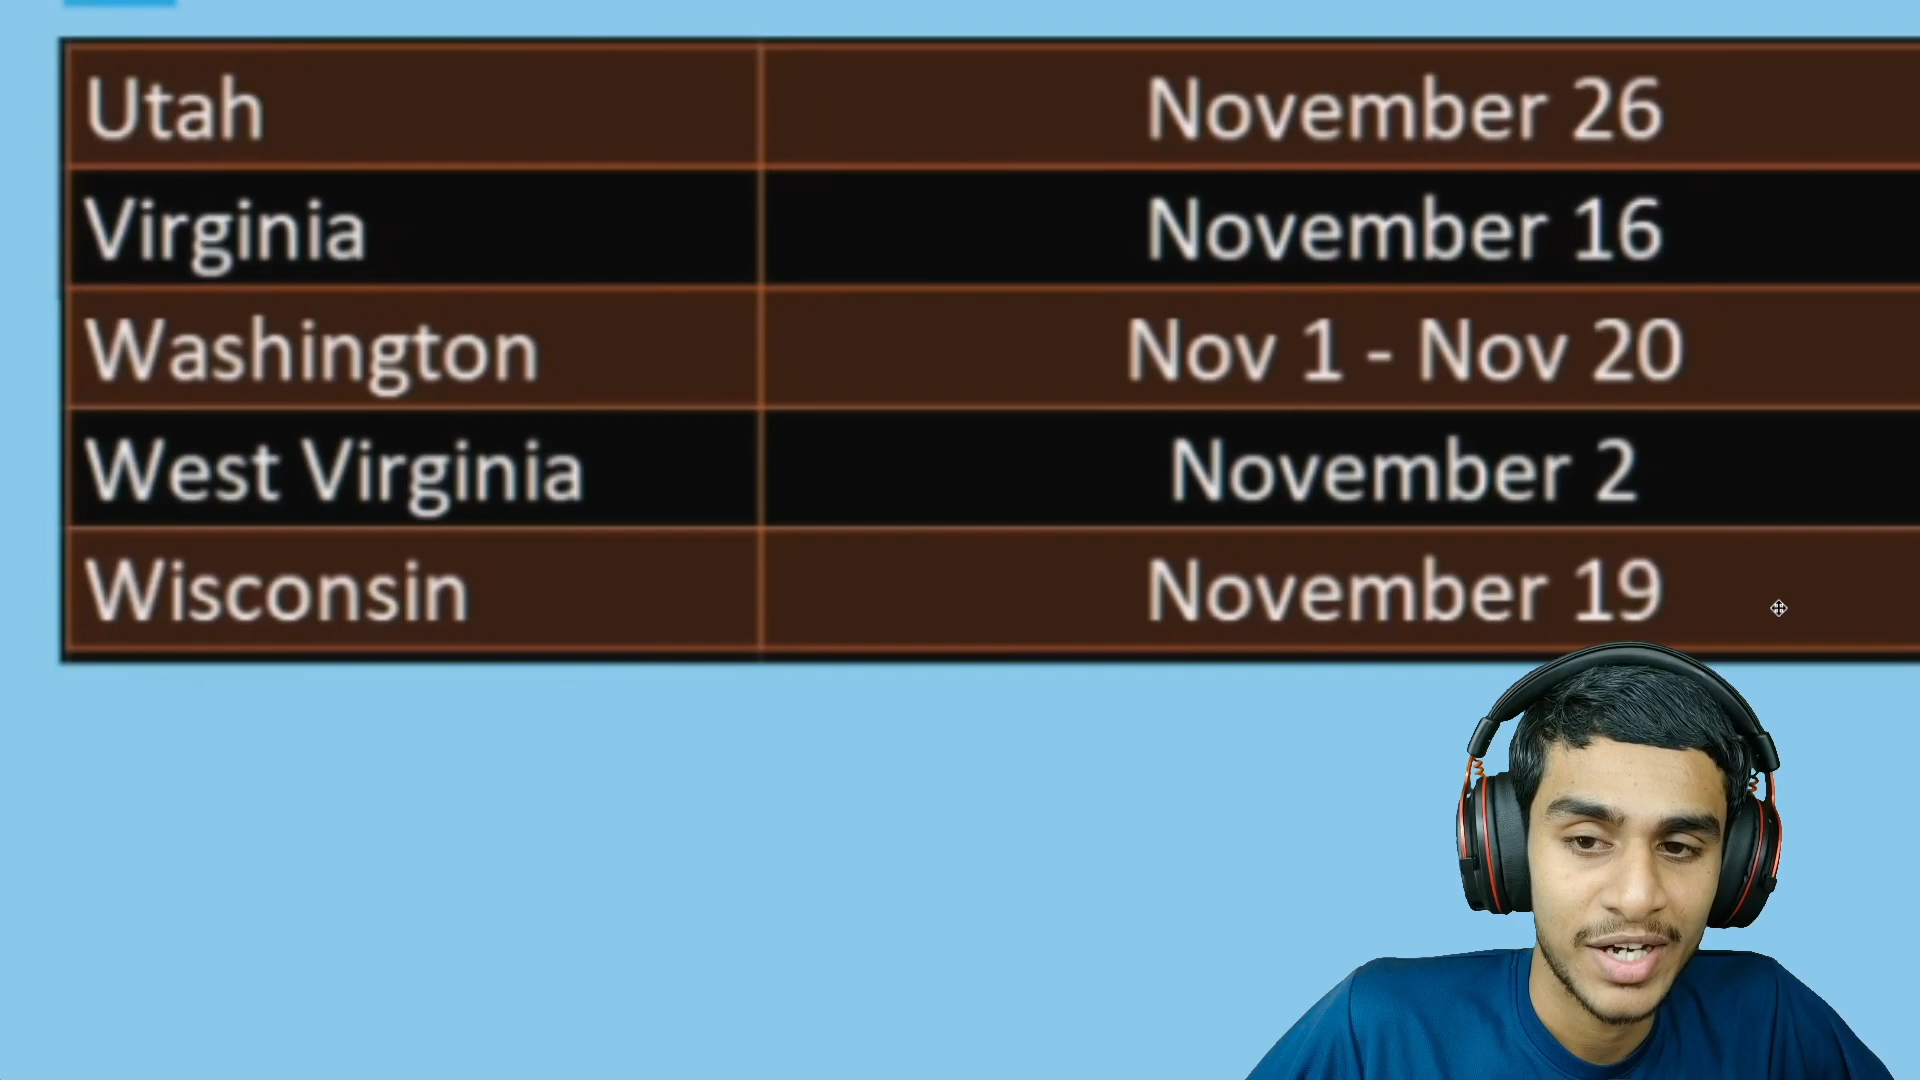 Utah November 26
Virginia November 16
Washington Nov 1 - Nov 20
West Virginia November 2
Wisconsin November 19